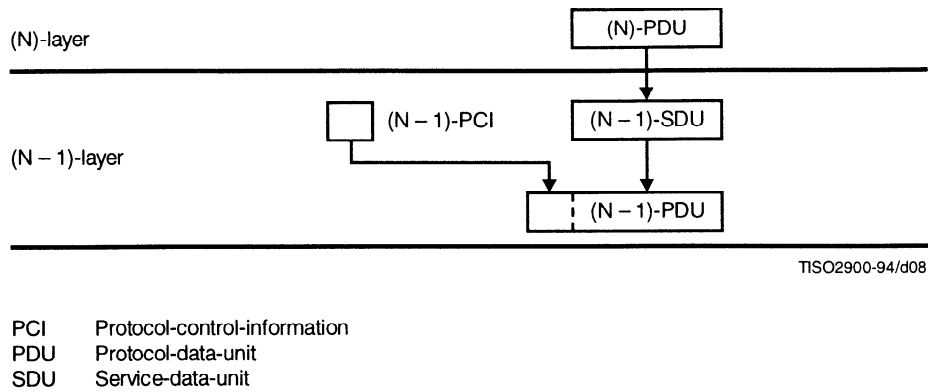 (N)-PDU
(N)-layer
(N – 1)-PCI
(N – 1)-SDU
(N – 1)-layer
(N – 1)-PDU
TISO2900-94/d08
PCI Protocol-control-information
PDU Protocol-data-unit
SDU Service-data-unit